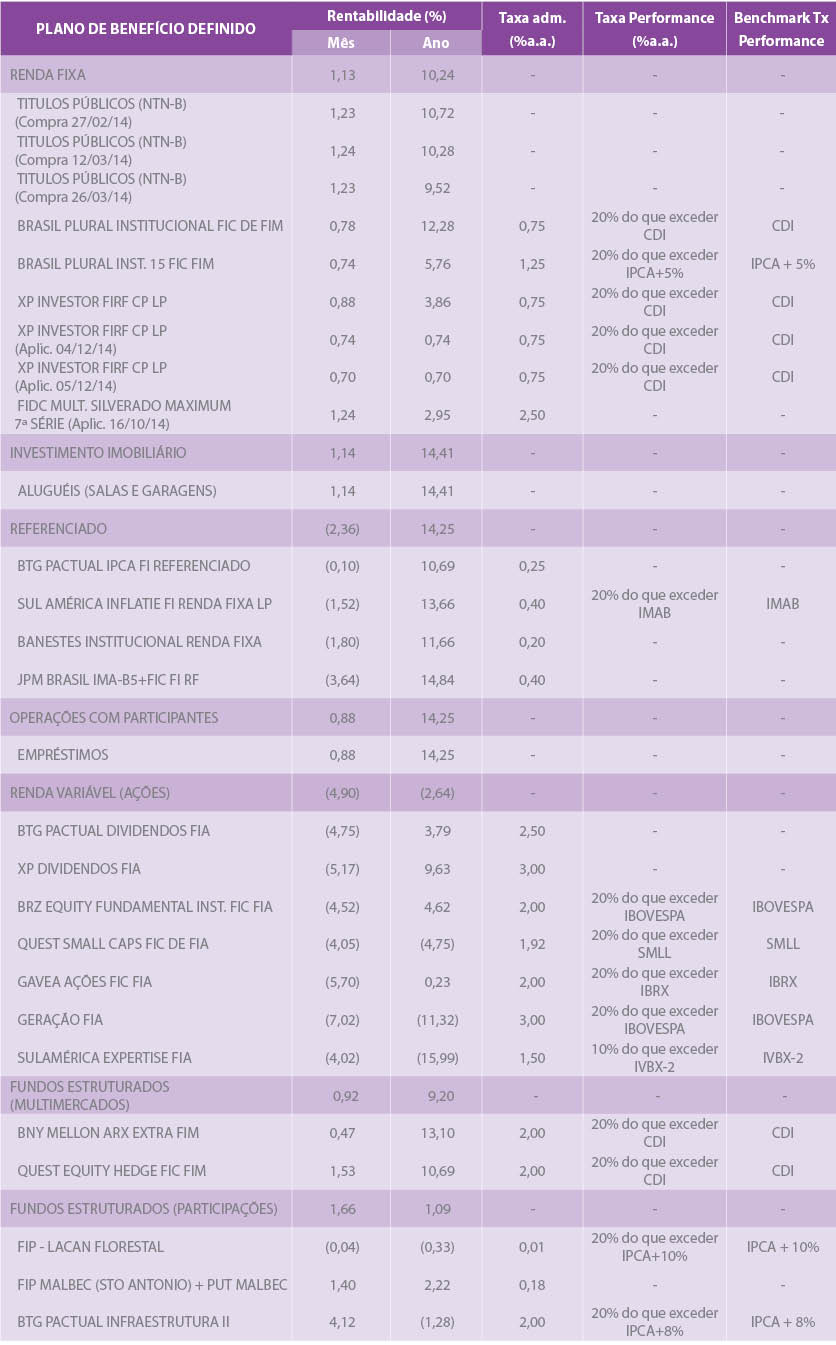 PLANO DE BENEFÍCIO DEFINIDO Rentabilidade (%) Taxa adm. Taxa Performance Benchmark Tx
Mês Ano (%a.a.) (%a.a.) Performance
RENDA FIXA 1,13 10,24 - - -
TITULOS PÚBLICOS (NTN-B)
(Compra 27/02/14) 1,23 10,72 - - -
TITULOS PÚBLICOS (NTN-B)
(Compra 12/03/14) 1,24 10,28 - - -
TITULOS PÚBLICOS (NTN-B)
(Compra 26/03/14) 1,23 9,52 - - -
BRASIL PLURAL INSTITUCIONAL FIC DE FIM 0,78 12,28 0,75 20% do que exceder
CDI CDI
BRASIL PLURAL INST. 15 FIC FIM 0,74 5,76 1,25 20% do que exceder
IPCA+5% IPCA + 5%
XP INVESTOR FIRF CP LP 0,88 3,86 0,75 20% do que exceder
CDI CDI
XP INVESTOR FIRF CP LP
(Aplic. 04/12/14) 0,74 0,74 0,75 20% do que exceder
CDI CDI
XP INVESTOR FIRF CP LP
(Aplic. 05/12/14) 0,70 0,70 0,75 20% do que exceder
CDI CDI
FIDC MULT. SILVERADO MAXIMUM
7ª SÉRIE (Aplic. 16/10/14) 1,24 2,95 2,50 - -
INVESTIMENTO IMOBILIÁRIO 1,14 14,41 - - -
ALUGUÉIS (SALAS E GARAGENS) 1,14 14,41 - - -
REFERENCIADO (2,36) 14,25 - - -
BTG PACTUAL IPCA FI REFERENCIADO (0,10) 10,69 0,25 - -
SUL AMÉRICA INFLATIE FI RENDA FIXA LP (1,52) 13,66 0,40 20% do que exceder
IMAB IMAB
BANESTES INSTITUCIONAL RENDA FIXA (1,80) 11,66 0,20 - -
JPM BRASIL IMA-B5+FIC FI RF (3,64) 14,84 0,40 - -
OPERAÇÕES COM PARTICIPANTES 0,88 14,25 - - -
EMPRÉSTIMOS 0,88 14,25 - - -
RENDA VARIÁVEL (AÇÕES) (4,90) (2,64) - - -
BTG PACTUAL DIVIDENDOS FIA (4,75) 3,79 2,50 - -
XP DIVIDENDOS FIA (5,17) 9,63 3,00 - -
BRZ EQUITY FUNDAMENTAL INST. FIC FIA (4,52) 4,62 2,00 20% do que exceder
IBOVESPA IBOVESPA
QUEST SMALL CAPS FIC DE FIA (4,05) (4,75) 1,92 20% do que exceder
SMLL SMLL
GAVEA AÇÕES FIC FIA (5,70) 0,23 2,00 20% do que exceder
IBRX IBRX
GERAÇÃO FIA (7,02) (11,32) 3,00 20% do que exceder
IBOVESPA IBOVESPA
SULAMÉRICA EXPERTISE FIA (4,02) (15,99) 1,50 10% do que exceder
IVBX-2 IVBX-2
FUNDOS ESTRUTURADOS
(MULTIMERCADOS) 0,92 9,20 - - -
BNY MELLON ARX EXTRA FIM 0,47 13,10 2,00 20% do que exceder
CDI CDI
QUEST EQUITY HEDGE FIC FIM 1,53 10,69 2,00 20% do que exceder
CDI CDI
FUNDOS ESTRUTURADOS (PARTICIPAÇÕES) 1,66 1,09 - - -
FIP - LACAN FLORESTAL (0,04) (0,33) 0,01 20% do que exceder
IPCA+10% IPCA + 10%
FIP MALBEC (STO ANTONIO) + PUT MALBEC 1,40 2,22 0,18 - -
BTG PACTUAL INFRAESTRUTURA II 4,12 (1,28) 2,00 20% do que exceder
IPCA+8% IPCA + 8%